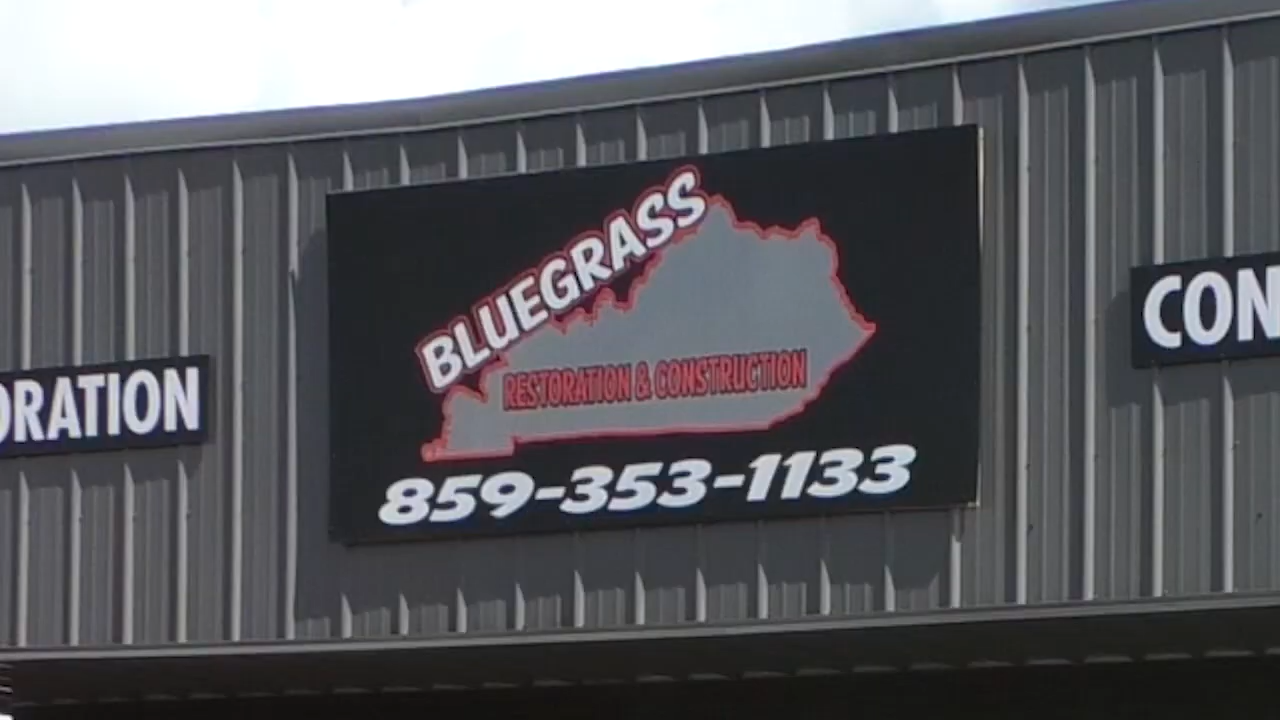 BLUEGRASS
RESTORATION & CONSTRUCTION
859-353-1133
ORATION
CON